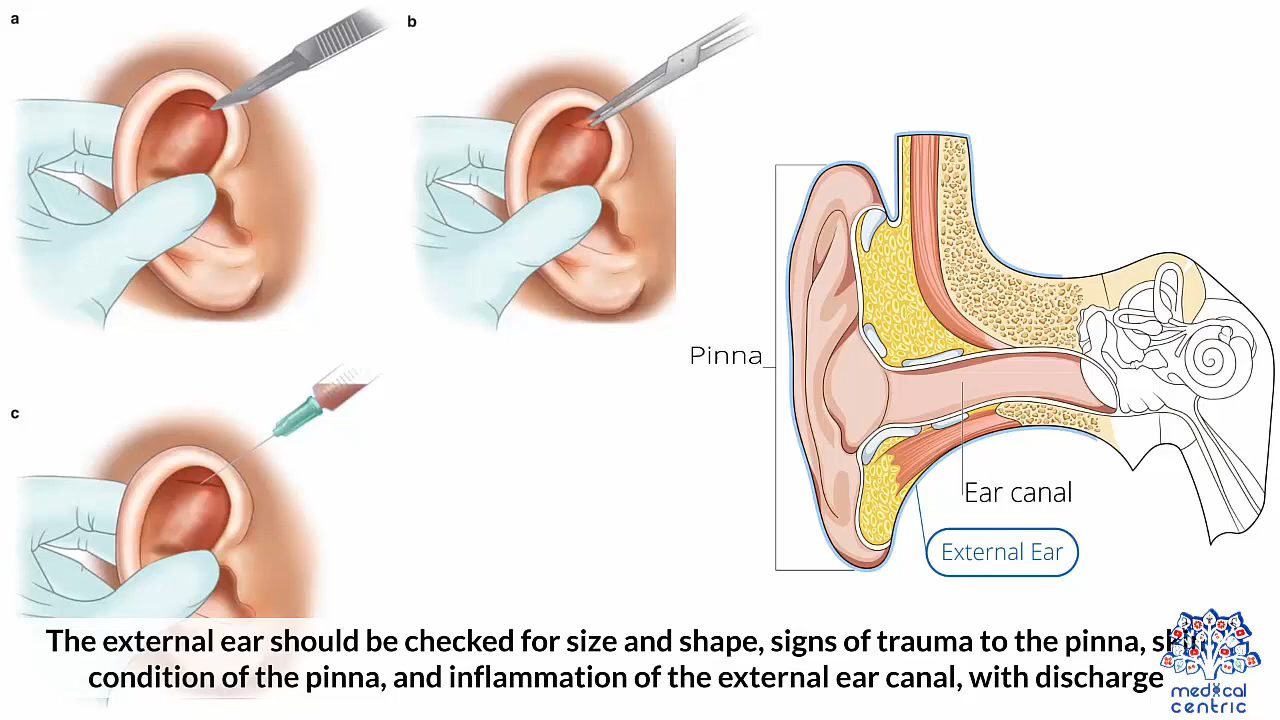 a
b
c
Pinna
Ear canal
External Ear
The external ear should be checked for size and shape, signs of trauma to the pinna, skin
condition of the pinna, and inflammation of the external ear canal, with discharge
medical
centric